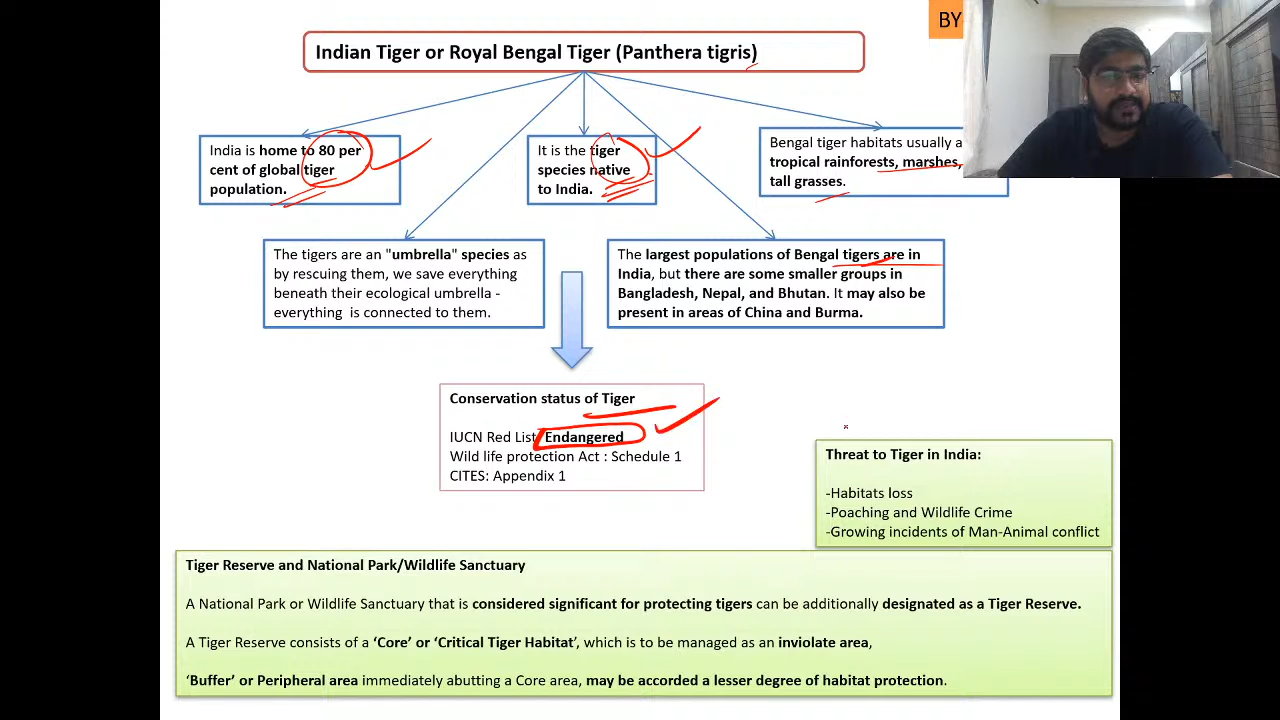 BY
Indian Tiger or Royal Bengal Tiger (Panthera tigris)
India is home to 80 per
cent of global tiger
population.
It is the tiger
species native
to India.
Bengal tiger habitats usually
tropical rainforests, marshes,
tall grasses.
The tigers are an "umbrella" species as
by rescuing them, we save everything
beneath their ecological umbrella -
everything is connected to them.
The largest populations of Bengal tigers are in
India, but there are some smaller groups in
Bangladesh, Nepal, and Bhutan. It may also be
present in areas of China and Burma.
Conservation status of Tiger
IUCN Red List Endangered
Wild life protection Act : Schedule 1
CITES: Appendix 1
Threat to Tiger in India:
-Habitats loss
-Poaching and Wildlife Crime
-Growing incidents of Man-Animal conflict
Tiger Reserve and National Park/Wildlife Sanctuary
A National Park or Wildlife Sanctuary that is considered significant for protecting tigers can be additionally designated as a Tiger Reserve.
A Tiger Reserve consists of a ‘Core’ or ‘Critical Tiger Habitat’, which is to be managed as an inviolate area,
‘Buffer’ or Peripheral area immediately abutting a Core area, may be accorded a lesser degree of habitat protection.